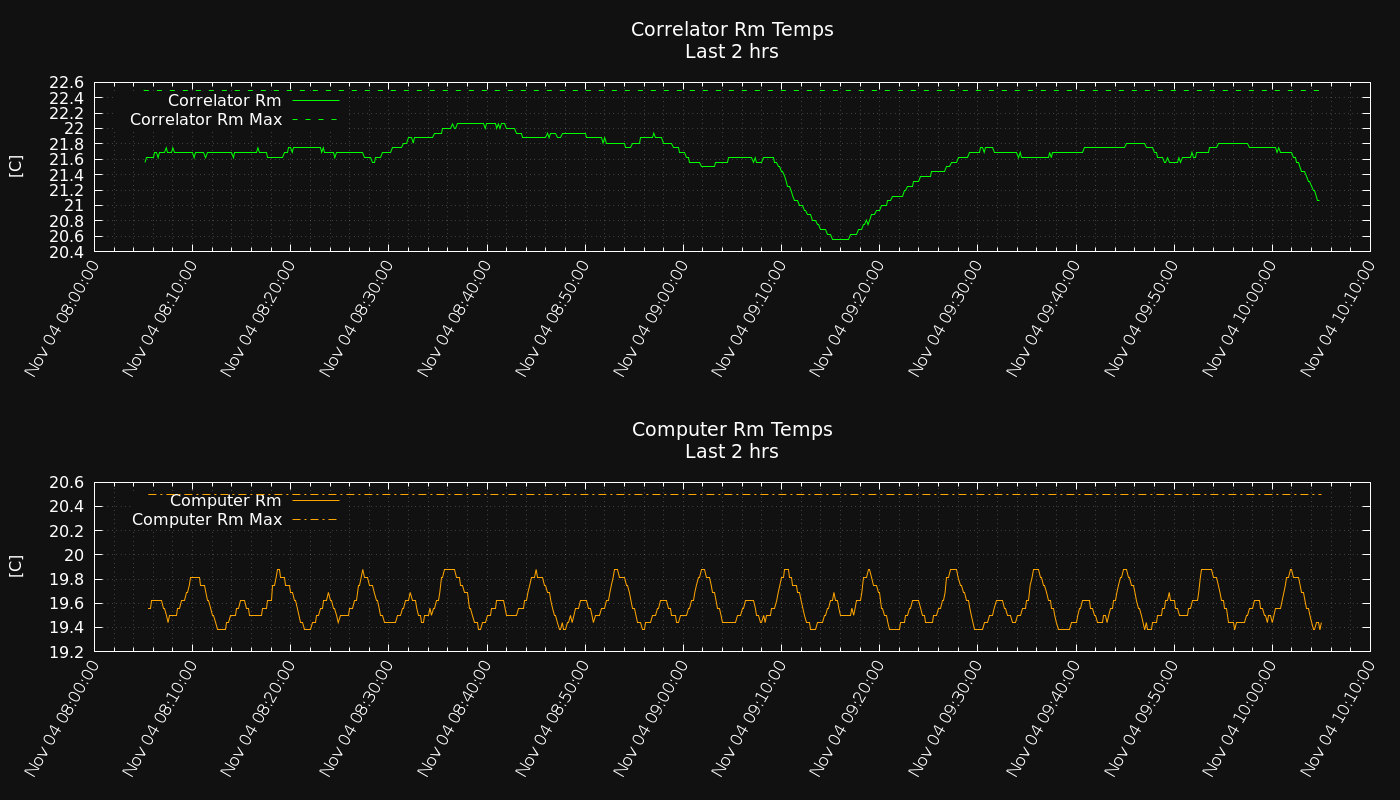 Correlator Rm Temps
Last 2 hrs
22.6
22.4
22.2
22
21.8
21.6
21.4
21.2
21
20.8
20.6
20.4
[C]
Correlator Rm
Correlator Rm Max
Nov 04 08:00:00
Nov 04 08:10:00
Nov 04 08:20:00
Nov 04 08:30:00
Nov 04 08:40:00
Nov 04 08:50:00
Nov 04 09:00:00
Nov 04 09:10:00
Nov 04 09:20:00
Nov 04 09:30:00
Nov 04 09:40:00
Nov 04 09:50:00
Nov 04 10:00:00
Nov 04 10:10:00
Computer Rm Temps
Last 2 hrs
20.6
20.4
20.2
20
19.8
19.6
19.4
19.2
[C]
Computer Rm
Computer Rm Max
Nov 04 08:00:00
Nov 04 08:10:00
Nov 04 08:20:00
Nov 04 08:30:00
Nov 04 08:40:00
Nov 04 08:50:00
Nov 04 09:00:00
Nov 04 09:10:00
Nov 04 09:20:00
Nov 04 09:30:00
Nov 04 09:40:00
Nov 04 09:50:00
Nov 04 10:00:00
Nov 04 10:10:00